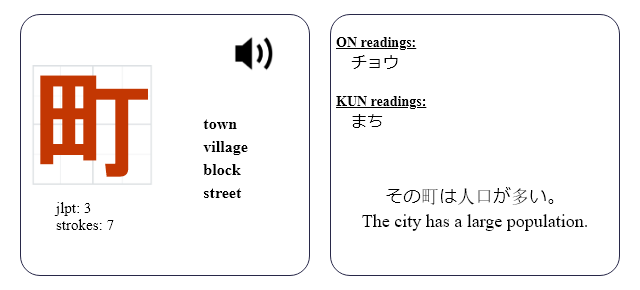 町
town
village
block
street
jlpt: 3
strokes: 7
ON readings:
チョウ
KUN readings:
まち
その町は人口が多い。
The city has a large population.